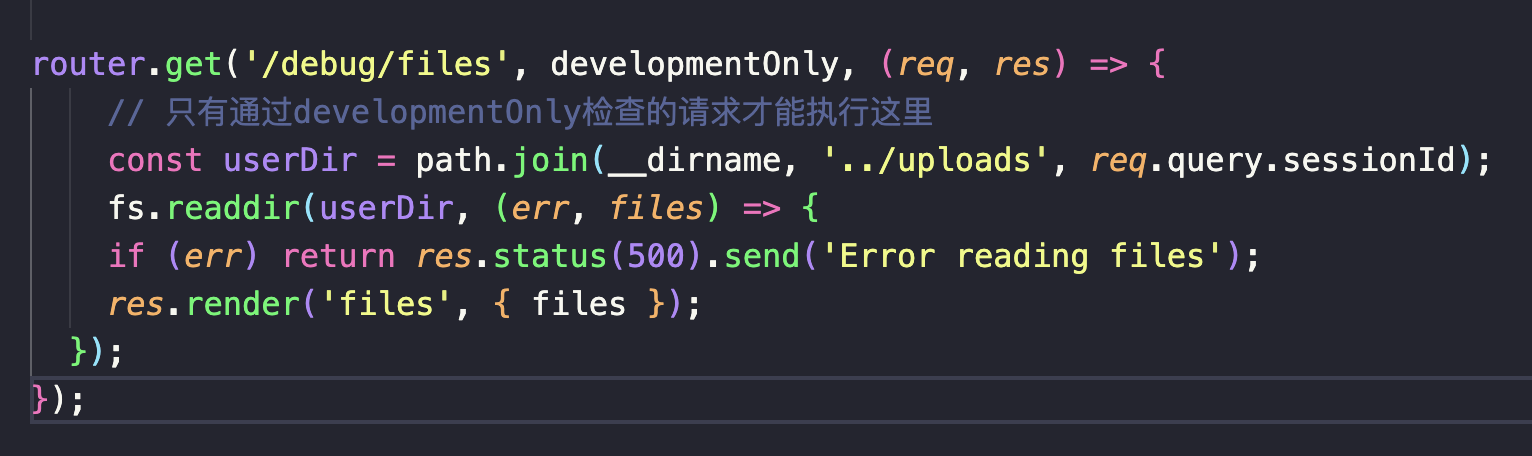 router.get('/debug/files', developmentOnly, (req, res) => {
    // 只有通过developmentOnly检查的请求才能执行这里
    const userDir = path.join(__dirname, '../uploads', req.query.sessionId);
    fs.readdir(userDir, (err, files) => {
    if (err) return res.status(500).send('Error reading files');
    res.render('files', { files });
  });
});